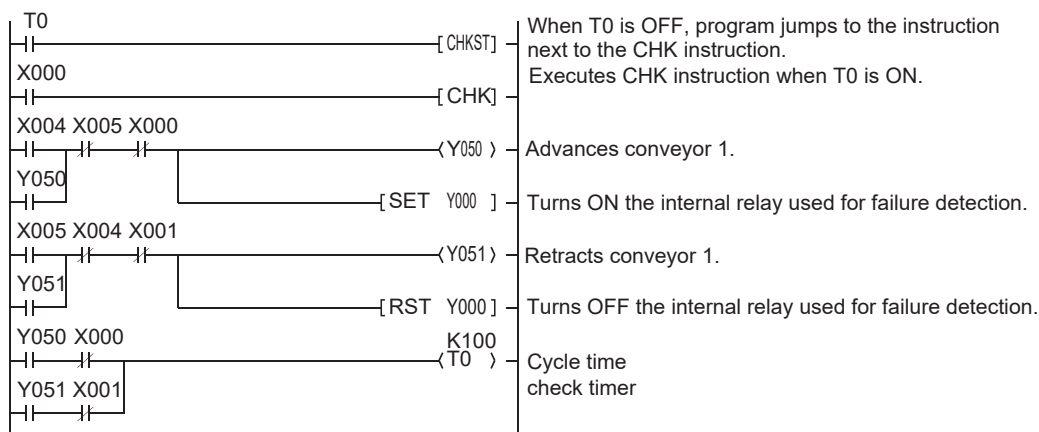 T0
[ CHKST]
When T0 is OFF, program jumps to the instruction
next to the CHK instruction.
X000
[ CHK]
Executes CHK instruction when T0 is ON.
X004 X005 X000
Y050
Advances conveyor 1.
Y050
[ SET Y000 ]
Turns ON the internal relay used for failure detection.
X005 X004 X001
Y051
Retracts conveyor 1.
Y051
[ RST Y000 ]
Turns OFF the internal relay used for failure detection.
Y050 X000
K100
T0
Cycle time
check timer
Y051 X001